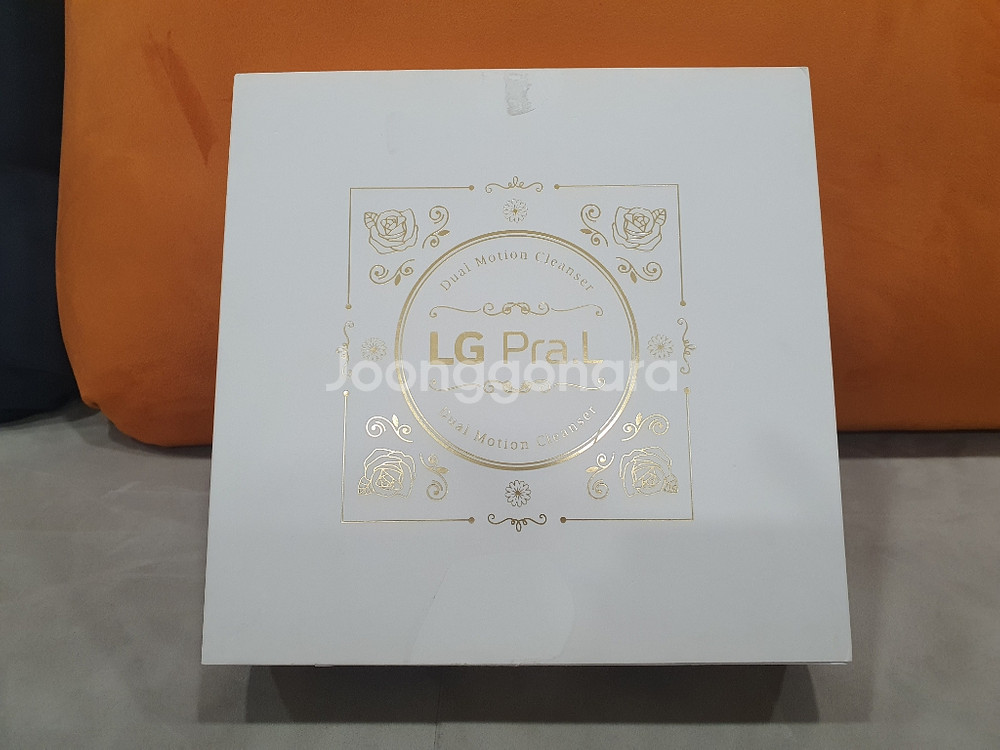 Dual Motion Cleanser
LG Pra.L
Joonggonara
Dual Motion Cleanser